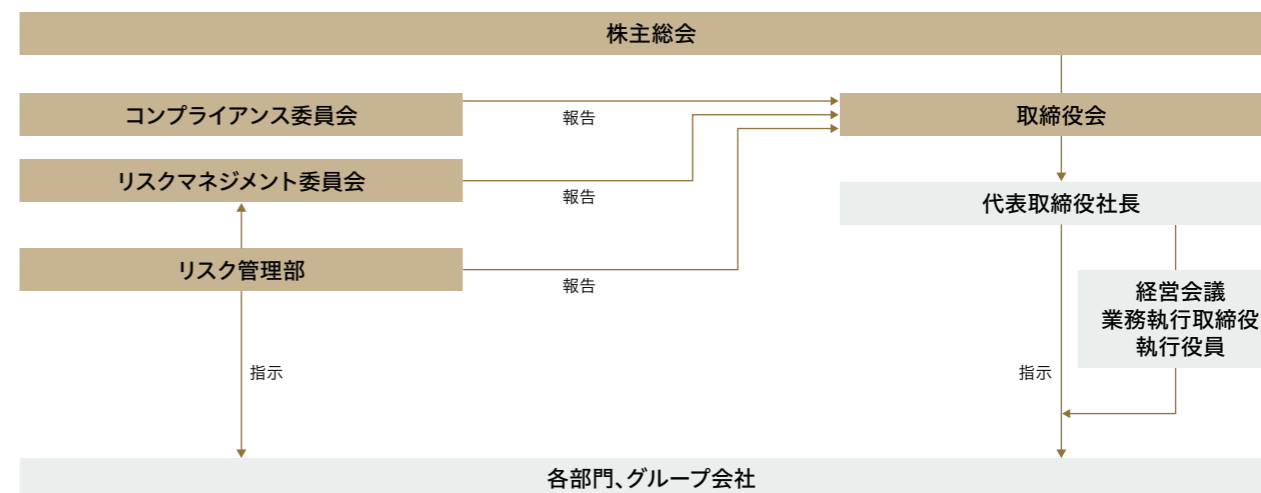 株主総会
コンプライアンス委員会
報告
取締役会
リスクマネジメント委員会
報告
代表取締役社長
リスク管理部
報告
経営会議
業務執行取締役
執行役員
指示
指示
各部門、グループ会社